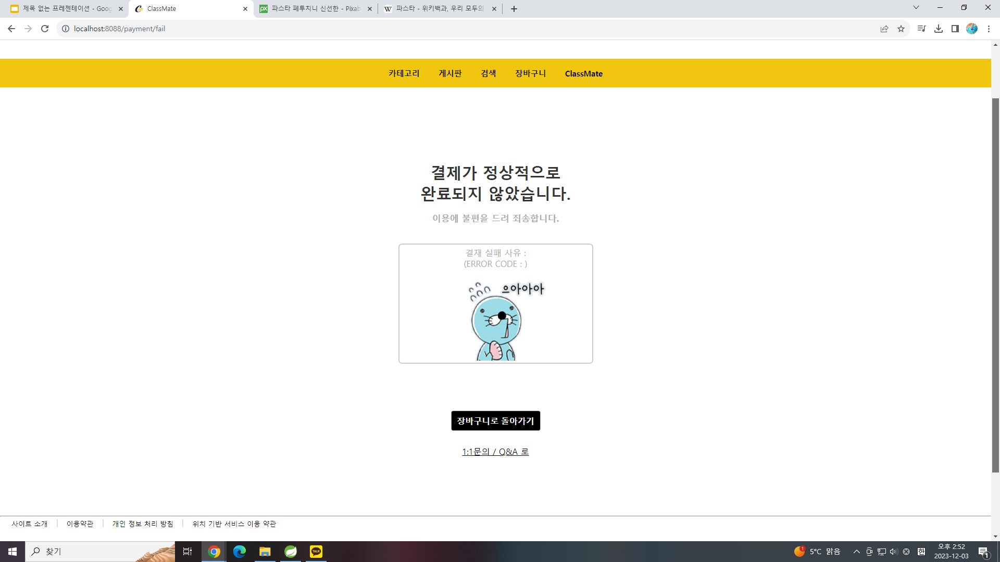 제목 없는 프레젠테이션 - Goog
ClassMate
파스타 페투치니 신선한 - Pixab
파스타 - 위키백과, 우리 모두의
localhost:8088/payment/fail
카테고리 게시판 검색 장바구니 ClassMate
결제가 정상적으로
완료되지 않았습니다.
이용에 불편을 드려 죄송합니다.
결재 실패 사유 :
(ERROR CODE : )
으아아아
장바구니로 돌아가기
1:1문의 / Q&A 로
사이트 소개 이용약관 개인 정보 처리 방침 위치 기반 서비스 이용 약관
찾기
TALK
1
5°C 맑음
한
오후 2:52
2023-12-03
1